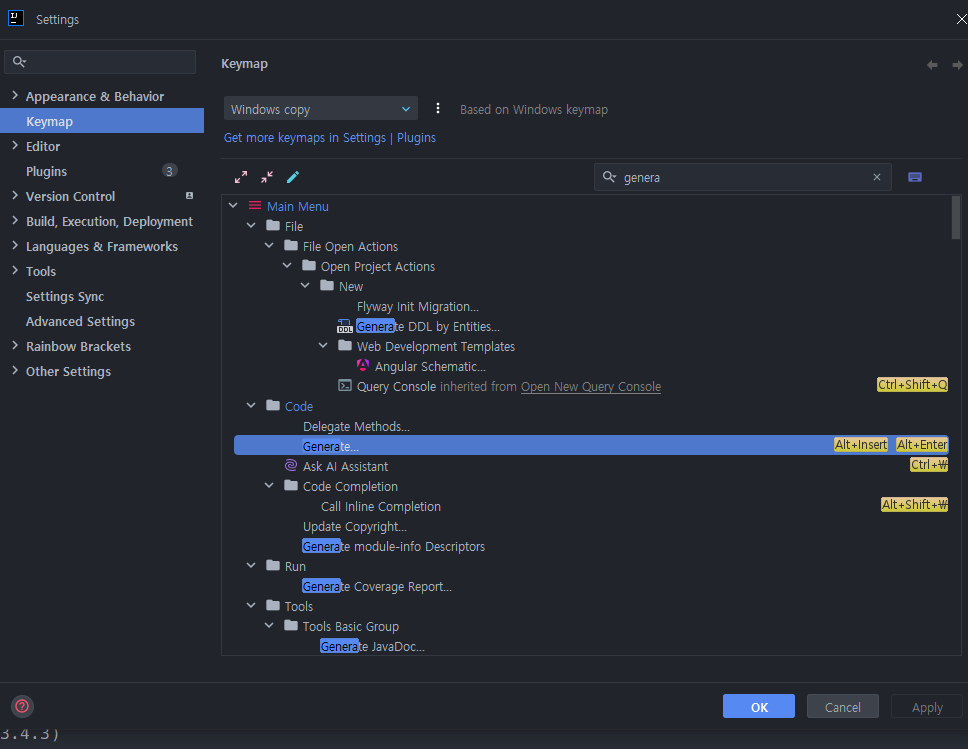 Settings
Keymap
Appearance & Behavior
Keymap
Editor
Plugins 3
Version Control
Build, Execution, Deployment
Languages & Frameworks
Tools
Settings Sync
Advanced Settings
Rainbow Brackets
Other Settings
Windows copy
Based on Windows keymap
Get more keymaps in Settings | Plugins
genera
Main Menu
File
File Open Actions
Open Project Actions
New
Flyway Init Migration...
DDL Generate DDL by Entities...
Web Development Templates
Angular Schematic...
Query Console inherited from Open New Query Console Ctrl+Shift+Q
Code
Delegate Methods...
Generate... Alt+Insert Alt+Enter
Ask AI Assistant Ctrl+₩
Code Completion
Call Inline Completion Alt+Shift+₩
Update Copyright...
Generate module-info Descriptors
Run
Generate Coverage Report...
Tools
Tools Basic Group
Generate JavaDoc...
?
OK
Cancel
Apply
3.4.3)